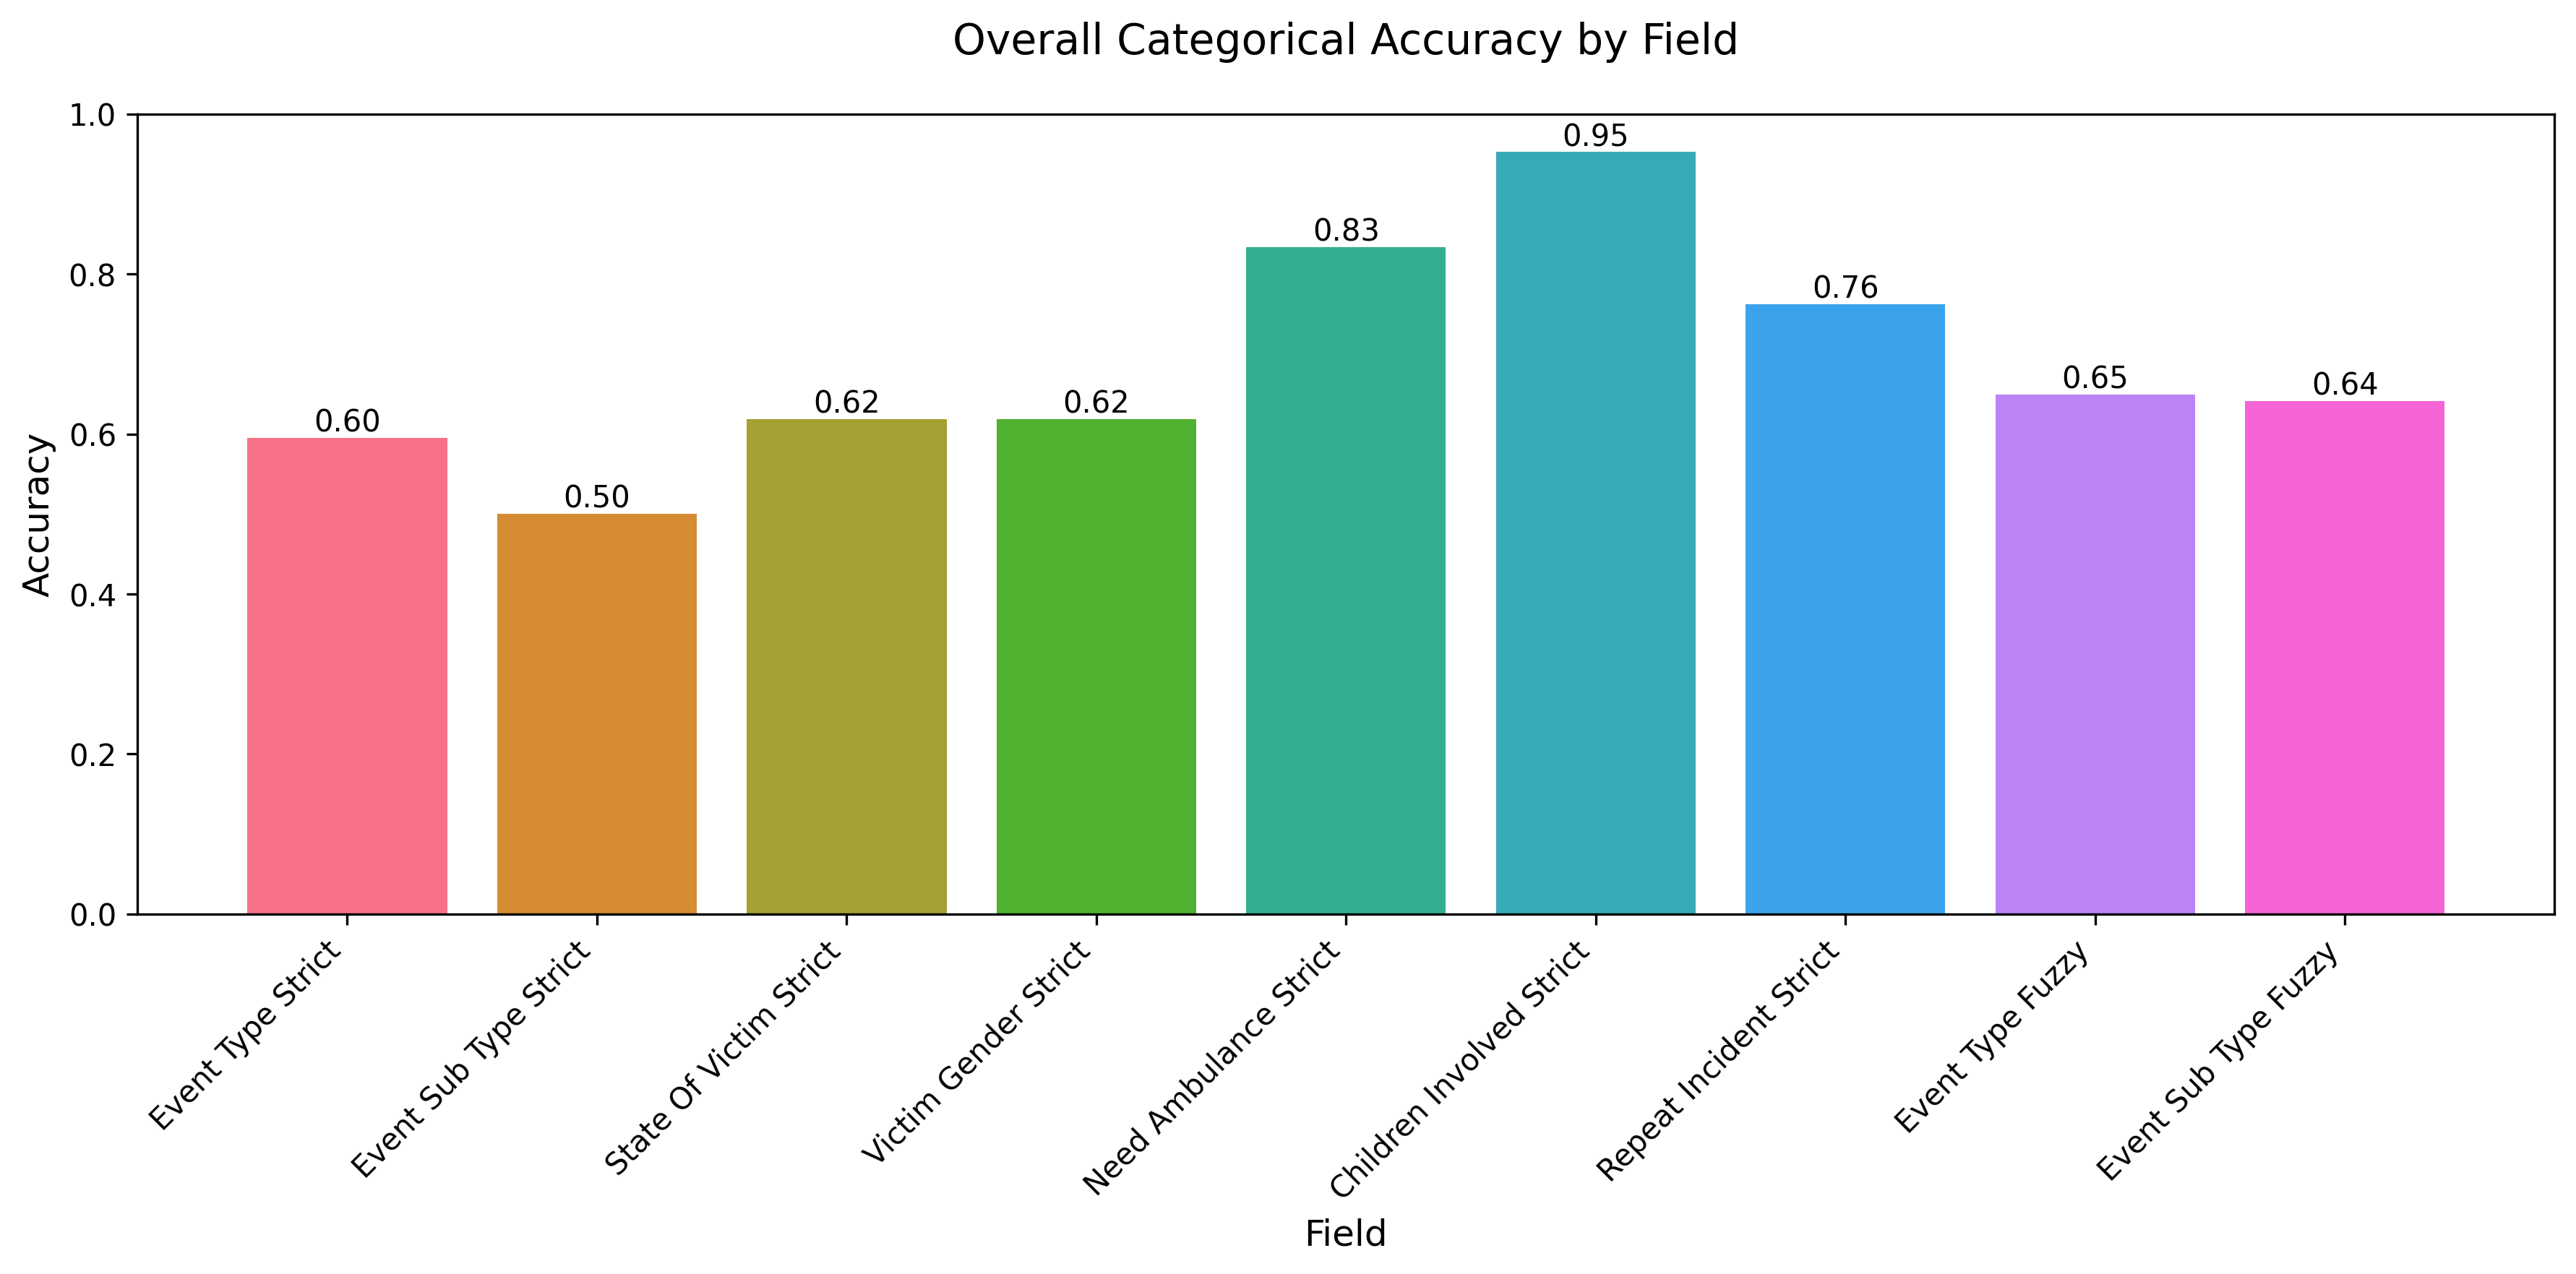 Overall Categorical Accuracy by Field
Accuracy
1.0
0.8
0.6
0.4
0.2
0.0
0.60
0.50
0.62
0.62
0.83
0.95
0.76
0.65
0.64
Event Type Strict
Event Sub Type Strict
State Of Victim Strict
Victim Gender Strict
Need Ambulance Strict
Children Involved Strict
Repeat Incident Strict
Event Type Fuzzy
Event Sub Type Fuzzy
Field